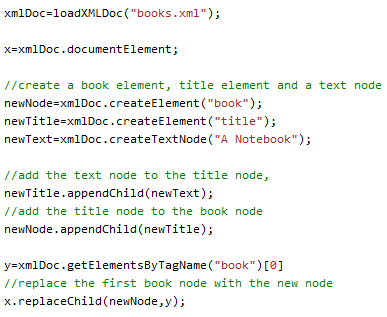 xmlDoc=loadXMLDoc("books.xml");
x=xmlDoc.documentElement;
//create a book element, title element and a text node
newNode=xmlDoc.createElement("book");
newTitle=xmlDoc.createElement("title");
newText=xmlDoc.createTextNode("A Notebook");
//add the text node to the title node,
newTitle.appendChild(newText);
//add the title node to the book node
newNode.appendChild(newTitle);
y=xmlDoc.getElementsByTagName("book")[0]
//replace the first book node with the new node
x.replaceChild(newNode,y);